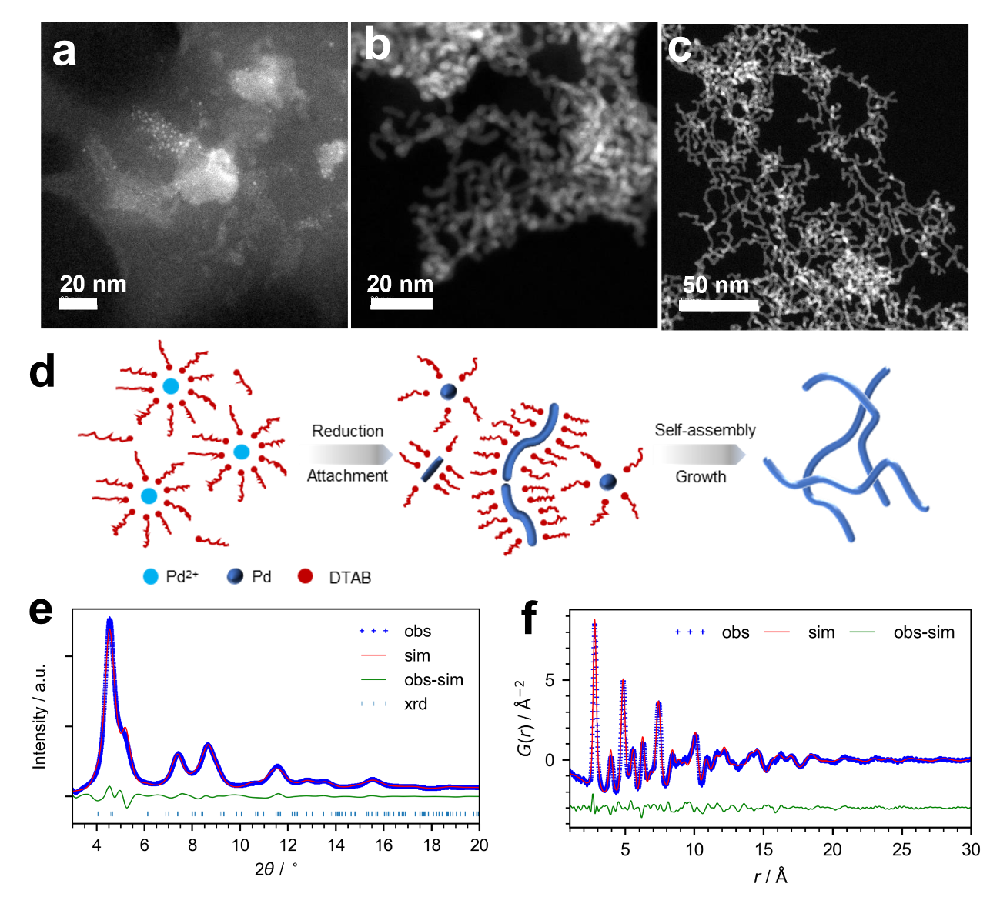 a
b
c
20 nm
20 nm
50 nm
d
Reduction
Attachment
Self-assembly
Growth
Pd²⁺
Pd
DTAB
e
obs
sim
obs-sim
xrd
Intensity / a.u.
4 6 8 10 12 14 16 18 20
2θ / °
f
obs sim obs-sim
G(r) / Å⁻²
5
0
5 10 15 20 25 30
r / Å